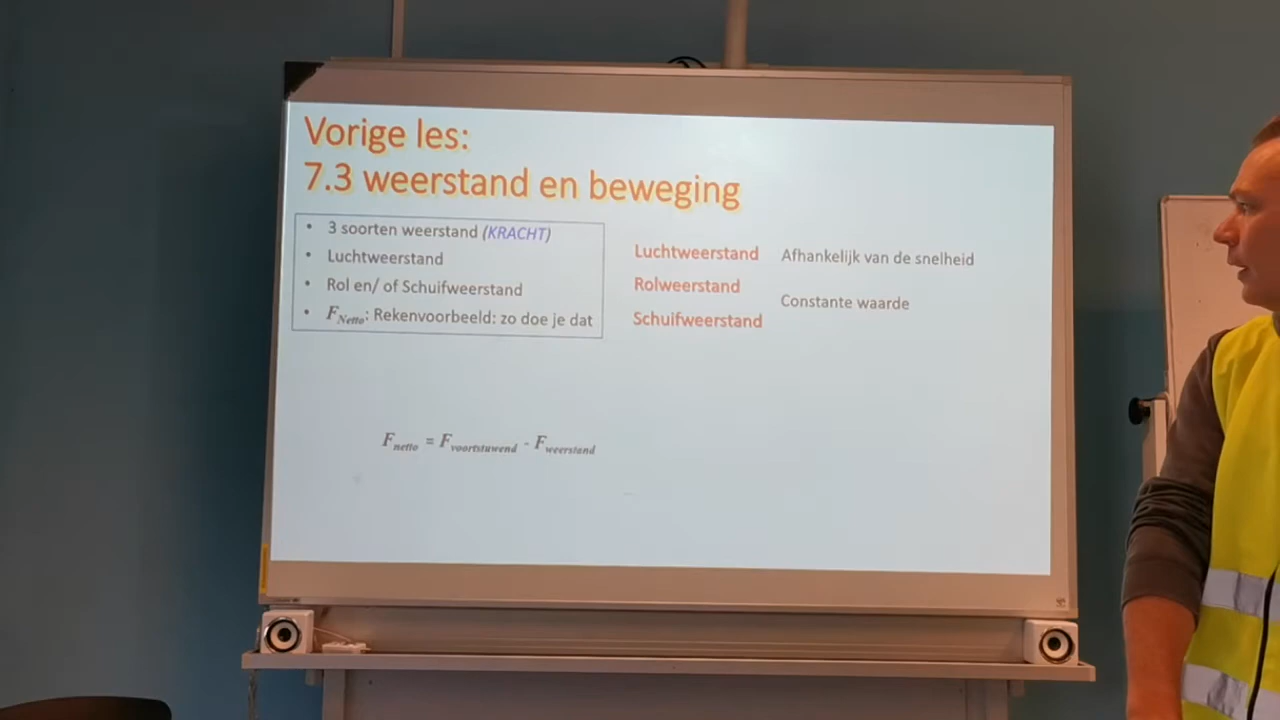 Vorige les:
7.3 weerstand en beweging
• 3 soorten weerstand (KRACHT)
• Luchtweerstand
• Rol en/ of Schuifweerstand
• FNetto: Rekenvoorbeeld: zo doe je dat
Luchtweerstand Afhankelijk van de snelheid
Rolweerstand
Constante waarde
Schuifweerstand
Fnetto = Fvoortstuwend - Fweerstand